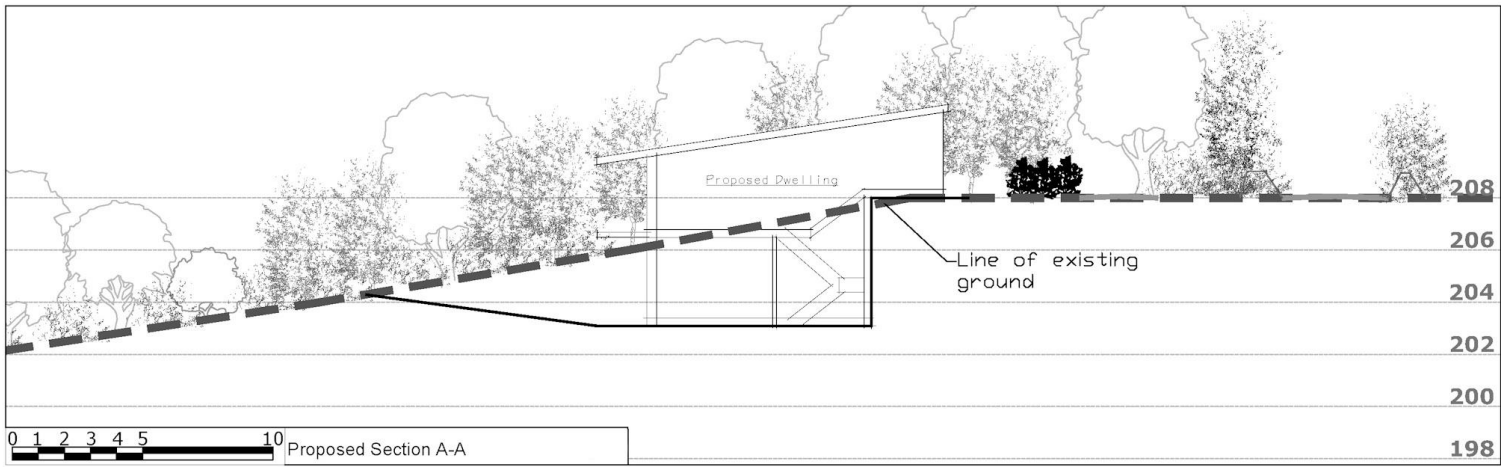 Proposed Dwelling
208
206
Line of existing
ground
204
202
200
0 1 2 3 4 5 10
Proposed Section A-A
198